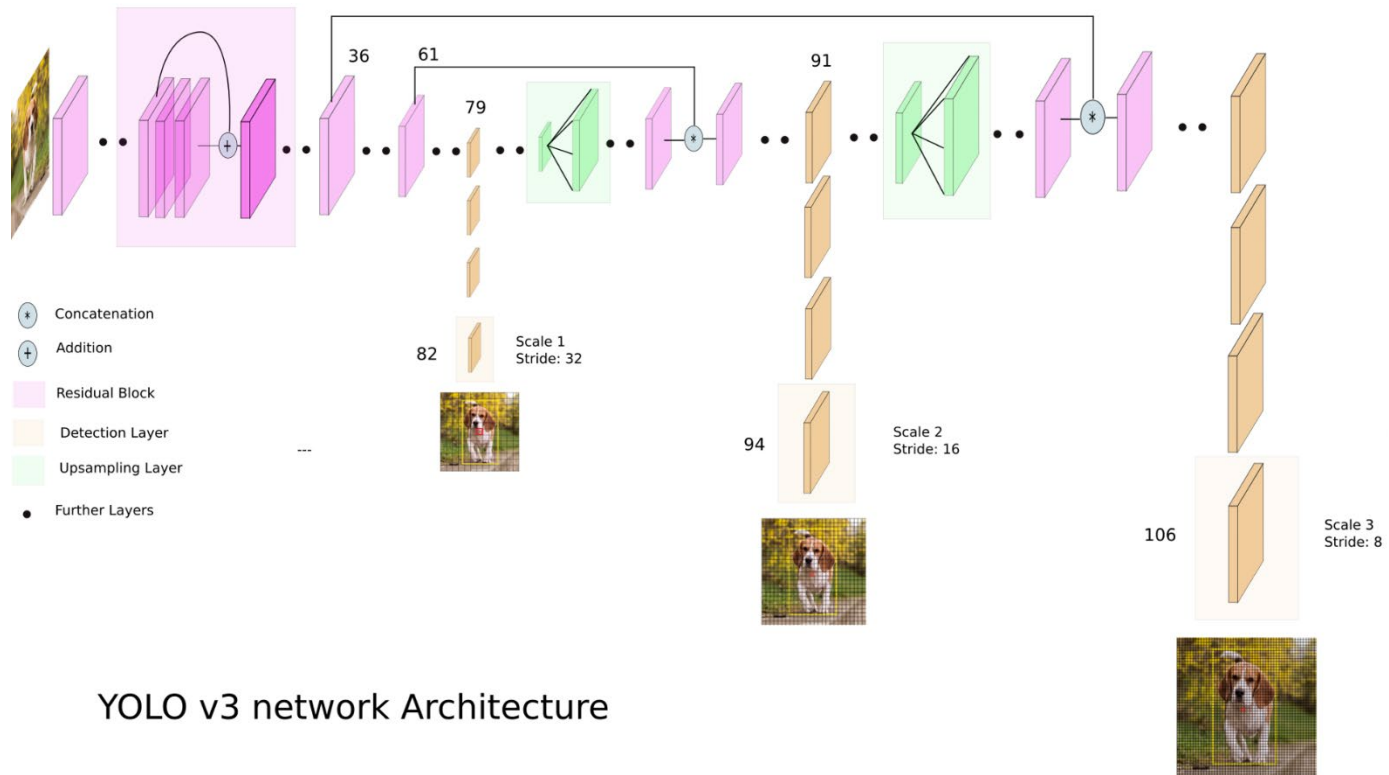 36
61
91
79
*
*
+
*
Concatenation
+
Addition
Residual Block
Detection Layer
Upsampling Layer
Further Layers
---
82
Scale 1
Stride: 32
94
Scale 2
Stride: 16
106
Scale 3
Stride: 8
YOLO v3 network Architecture